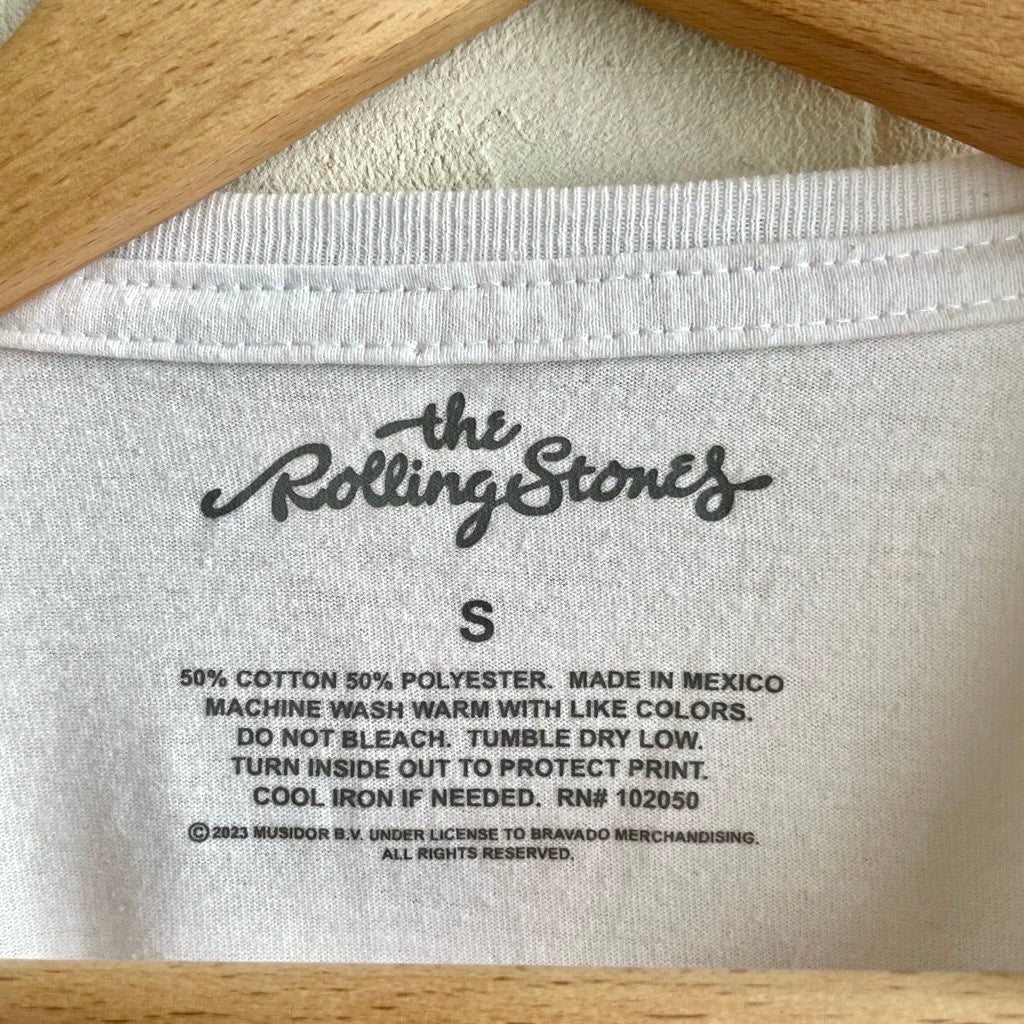 the
Rolling Stones
S
50% COTTON 50% POLYESTER. MADE IN MEXICO
MACHINE WASH WARM WITH LIKE COLORS.
DO NOT BLEACH. TUMBLE DRY LOW.
TURN INSIDE OUT TO PROTECT PRINT.
COOL IRON IF NEEDED. RN# 102050
©2023 MUSIDOR B.V. UNDER LICENSE TO BRAVADO MERCHANDISING.
ALL RIGHTS RESERVED.